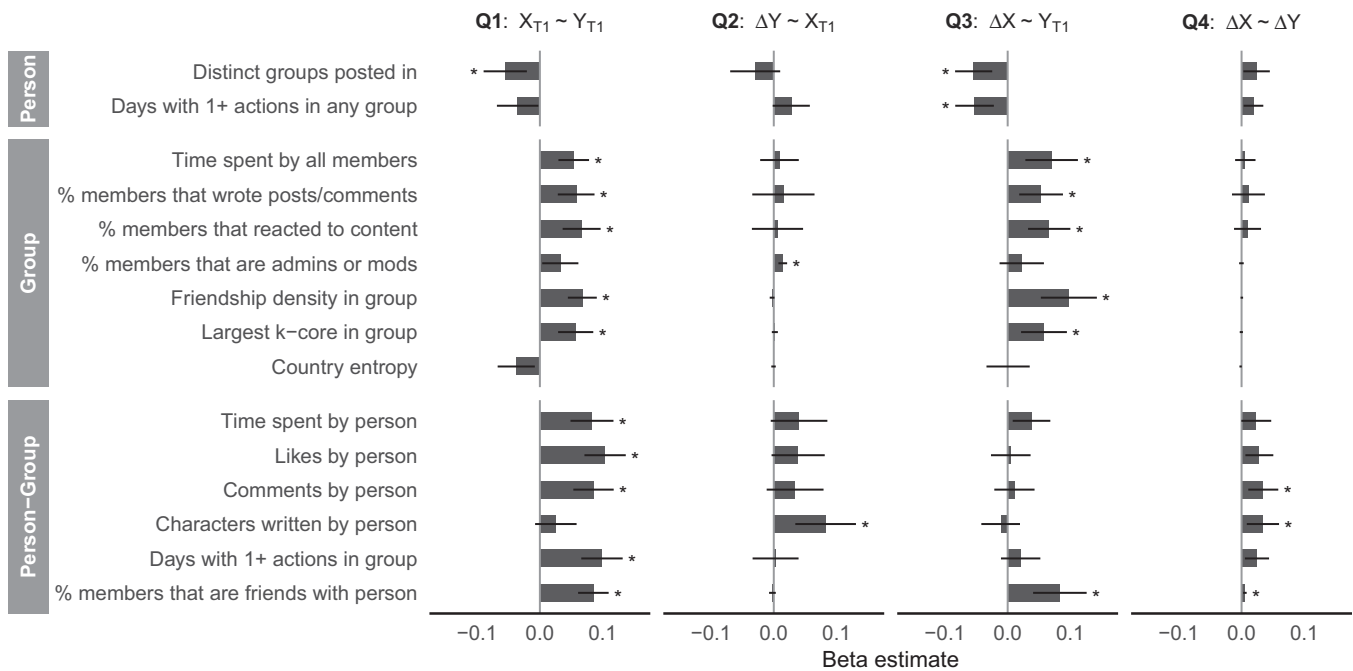 Q1: XT1 ~ YT1
Q2: ΔY ~ XT1
Q3: ΔX ~ YT1
Q4: ΔX ~ ΔY
Person
Distinct groups posted in
* * 
Days with 1+ actions in any group
*
Group
Time spent by all members
* *
% members that wrote posts/comments
* *
% members that reacted to content
* *
% members that are admins or mods
*
Friendship density in group
* *
Largest k−core in group
* *
Country entropy
Person−Group
Time spent by person
*
Likes by person
*
Comments by person
* *
Characters written by person
* *
Days with 1+ actions in group
*
% members that are friends with person
* * *
−0.1 0.0 0.1 −0.1 0.0 0.1 −0.1 0.0 0.1 −0.1 0.0 0.1
Beta estimate